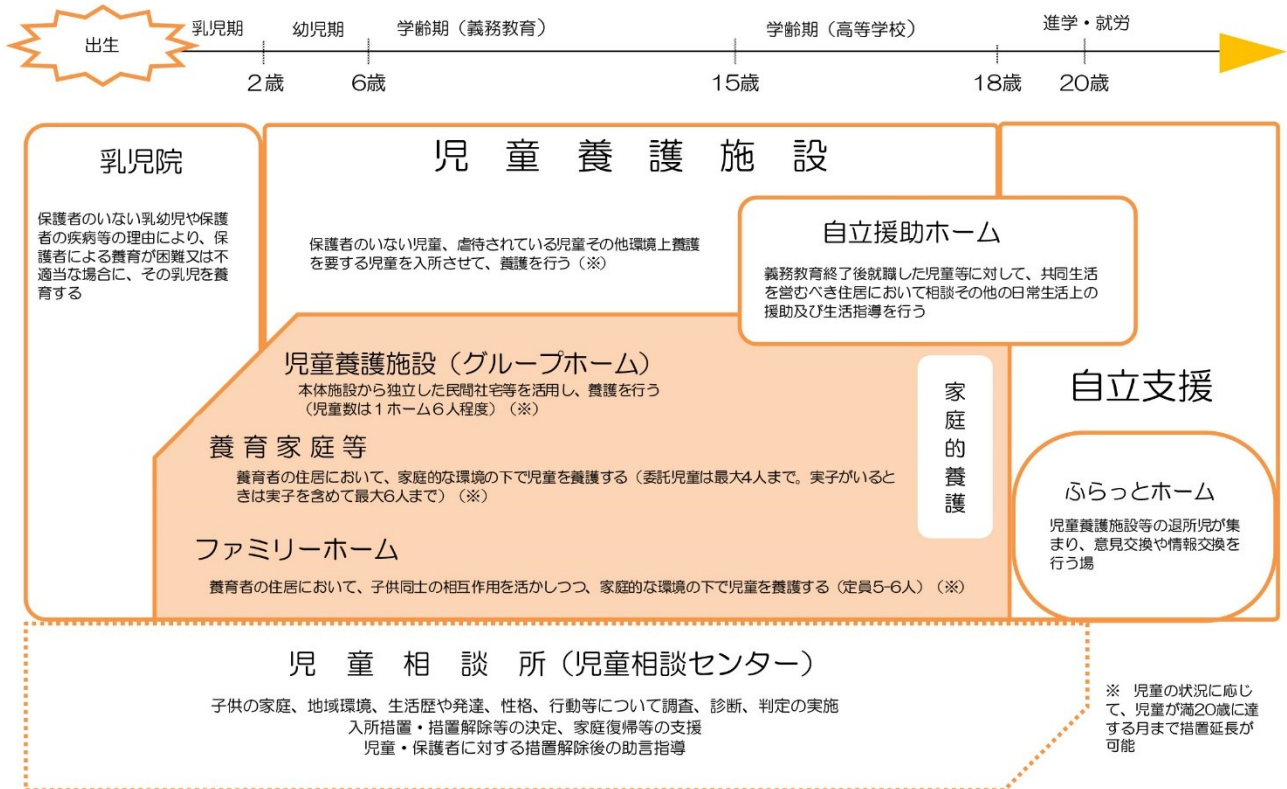 出生
乳児期
幼児期
学齢期（義務教育）
学齢期（高等学校）
進学・就労
2歳
6歳
15歳
18歳
20歳
乳児院
保護者のいない乳幼児や保護
者の疾病等の理由により、保
護者による養育が困難又は不
適当な場合に、その乳児を養
育する
児童養護施設
保護者のいない児童、虐待されている児童その他環境上養護
を要する児童を入所させて、養護を行う（※）
自立援助ホーム
義務教育終了後就職した児童等に対して、共同生活
を営むべき住居において相談その他の日常生活上の
援助及び生活指導を行う
児童養護施設（グループホーム）
本体施設から独立した民間社宅等を活用し、養護を行う
（児童数は１ホーム６人程度）（※）
養育家庭等
養育者の住居において、家庭的な環境の下で児童を養護する（委託児童は最大4人まで。実子がいると
きは実子を含めて最大6人まで）（※）
ファミリーホーム
養育者の住居において、子供同士の相互作用を活かしつつ、家庭的な環境の下で児童を養護する（定員5-6人）（※）
家庭的養護
自立支援
ふらっとホーム
児童養護施設等の退所児が集
まり、意見交換や情報交換を
行う場
児童相談所（児童相談センター）
子供の家庭、地域環境、生活歴や発達、性格、行動等について調査、診断、判定の実施
入所措置・措置解除等の決定、家庭復帰等の支援
児童・保護者に対する措置解除後の助言指導
※　児童の状況に応じ
て、児童が満20歳に達
する月まで措置延長が
可能